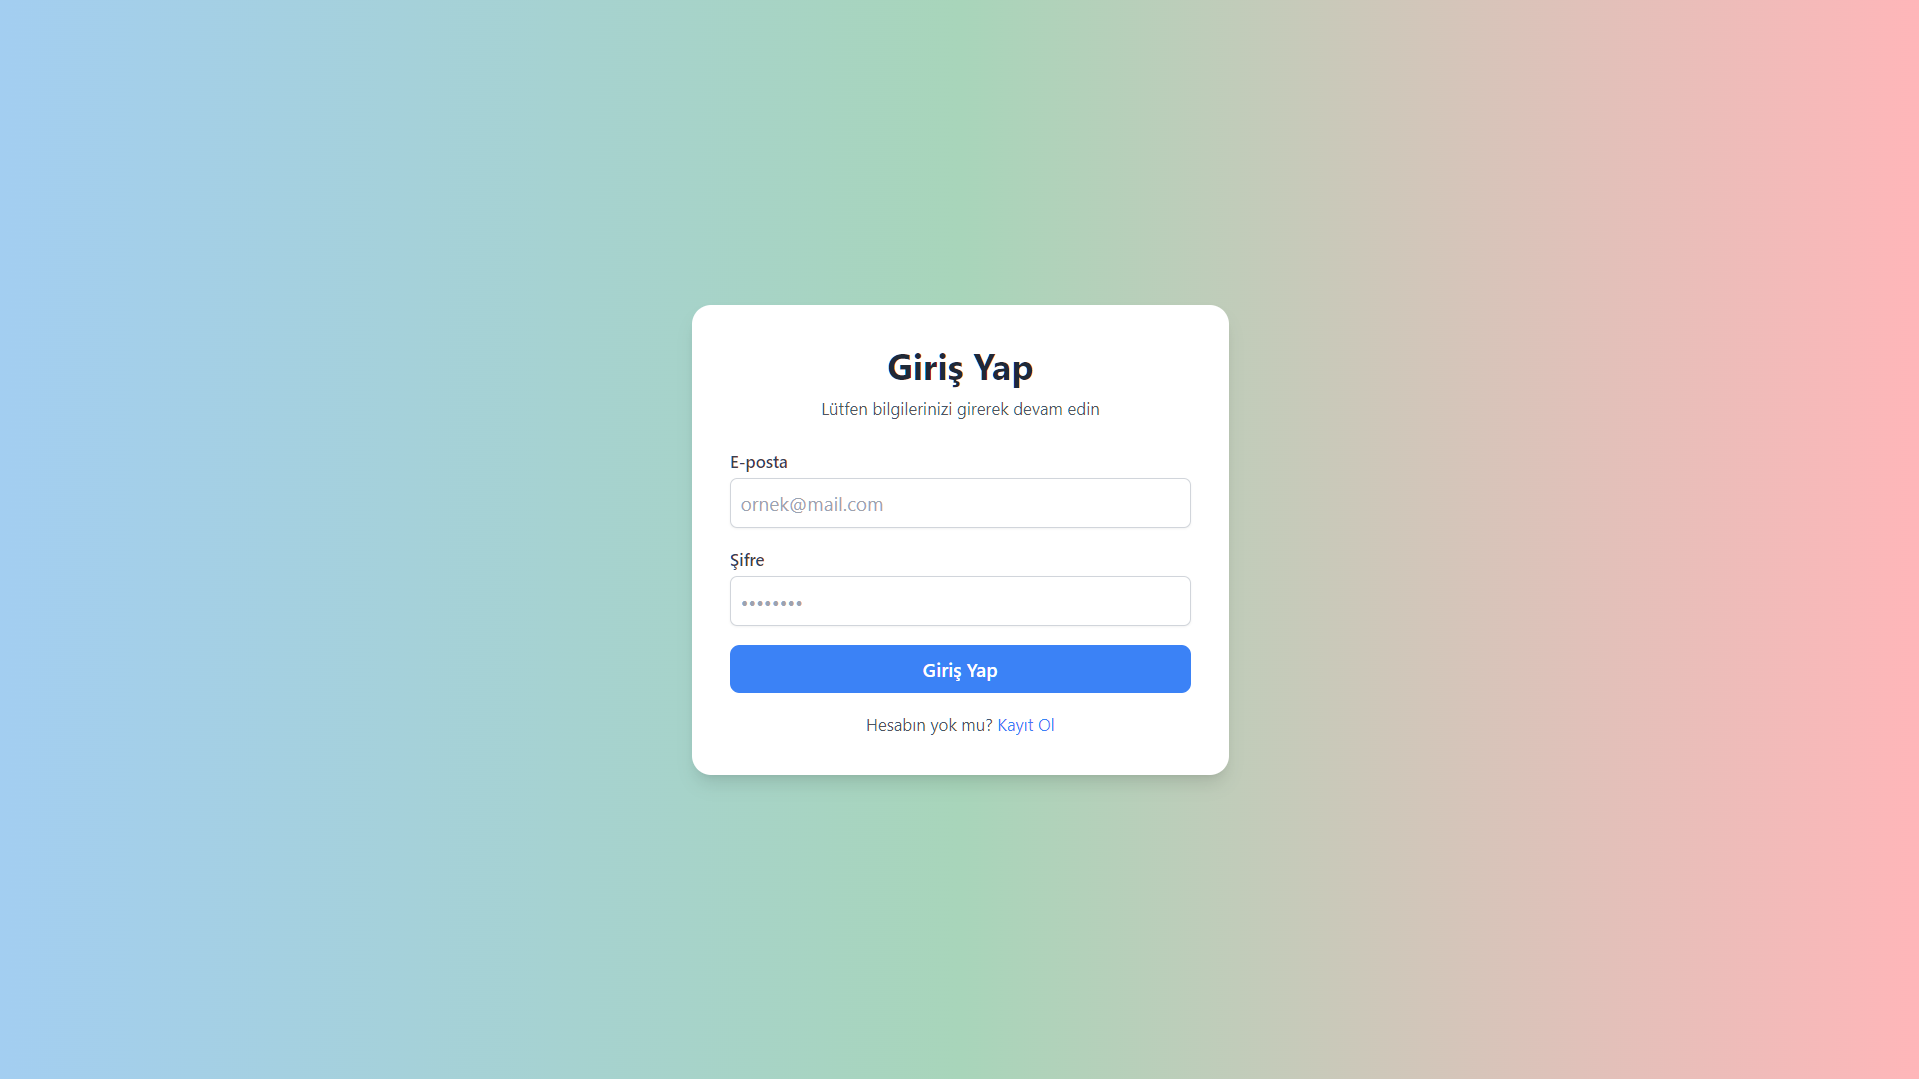 Giriş Yap
Lütfen bilgilerinizi girerek devam edin
E-posta
ornek@mail.com
Şifre
••••••••
Giriş Yap
Hesabın yok mu? Kayıt Ol